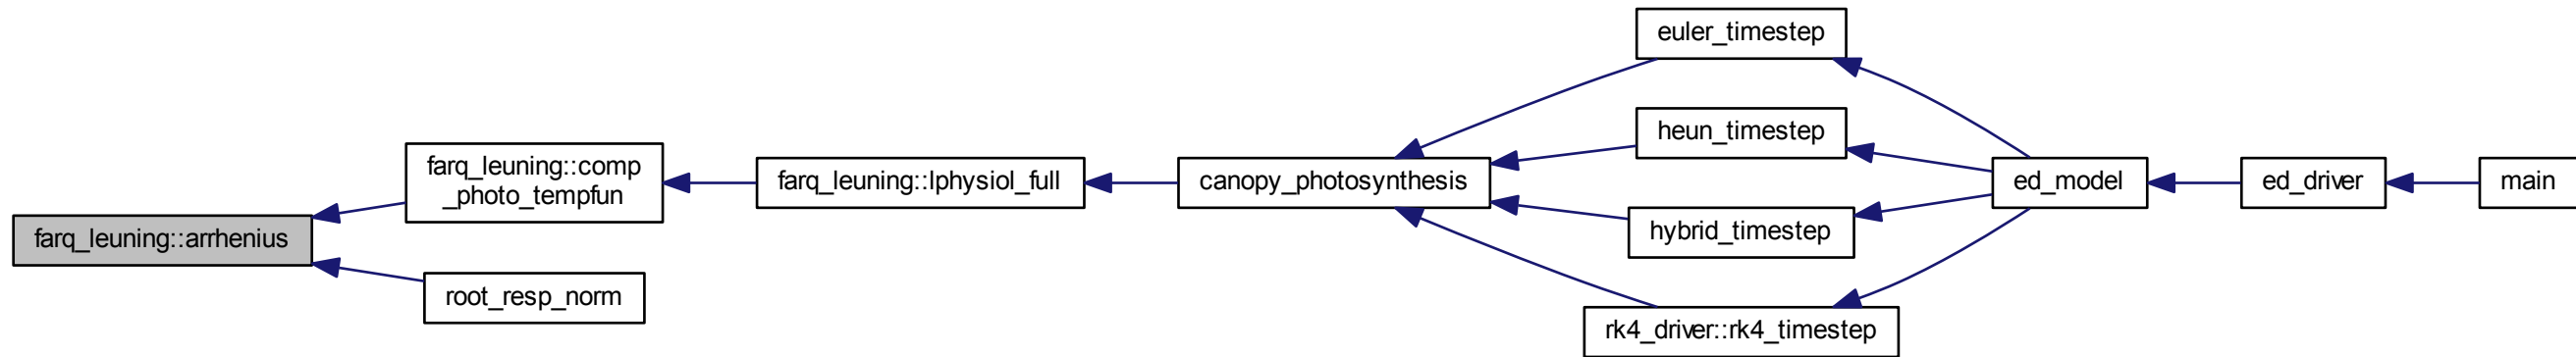 farq_leuning::arrhenius
farq_leuning::comp
_photo_tempfun
root_resp_norm
farq_leuning::lphysiol_full
canopy_photosynthesis
euler_timestep
heun_timestep
hybrid_timestep
rk4_driver::rk4_timestep
ed_model
ed_driver
main